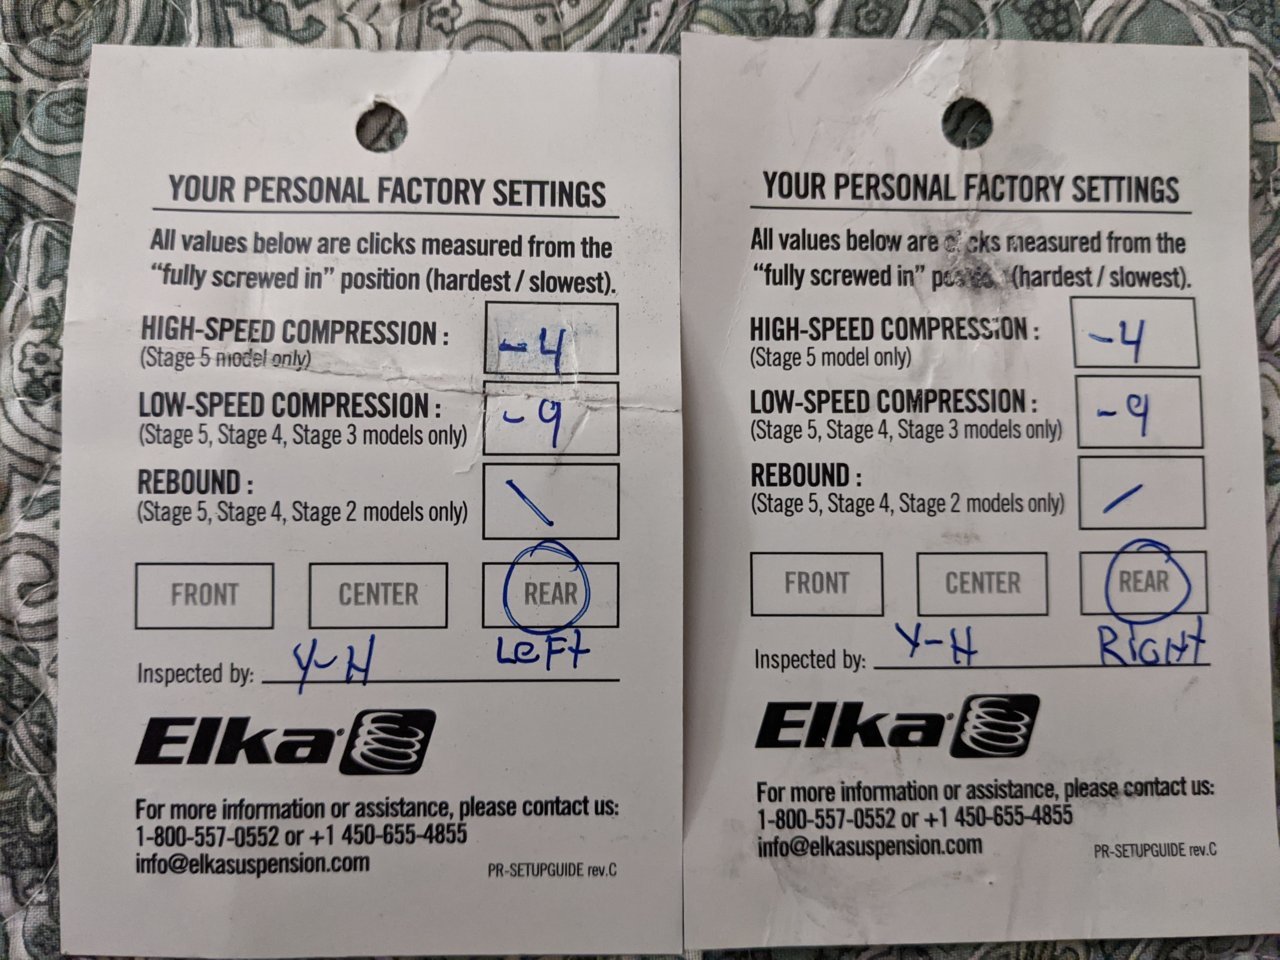 YOUR PERSONAL FACTORY SETTINGS
All values below are clicks measured from the
"fully screwed in" position (hardest / slowest).
HIGH-SPEED COMPRESSION : -4
(Stage 5 model only)
LOW-SPEED COMPRESSION : -9
(Stage 5, Stage 4, Stage 3 models only)
REBOUND : \
(Stage 5, Stage 4, Stage 2 models only)
FRONT CENTER REAR
Inspected by: Y-H LeFt
Elka
For more information or assistance, please contact us:
1-800-557-0552 or +1 450-655-4855
info@elkasuspension.com PR-SETUPGUIDE rev.C
YOUR PERSONAL FACTORY SETTINGS
All values below are clicks measured from the
"fully screwed in" position (hardest / slowest).
HIGH-SPEED COMPRESSION : -4
(Stage 5 model only)
LOW-SPEED COMPRESSION : -9
(Stage 5, Stage 4, Stage 3 models only)
REBOUND : /
(Stage 5, Stage 4, Stage 2 models only)
FRONT CENTER REAR
Inspected by: Y-H RiGHt
Elka
For more information or assistance, please contact us:
1-800-557-0552 or +1 450-655-4855
info@elkasuspension.com PR-SETUPGUIDE rev.C